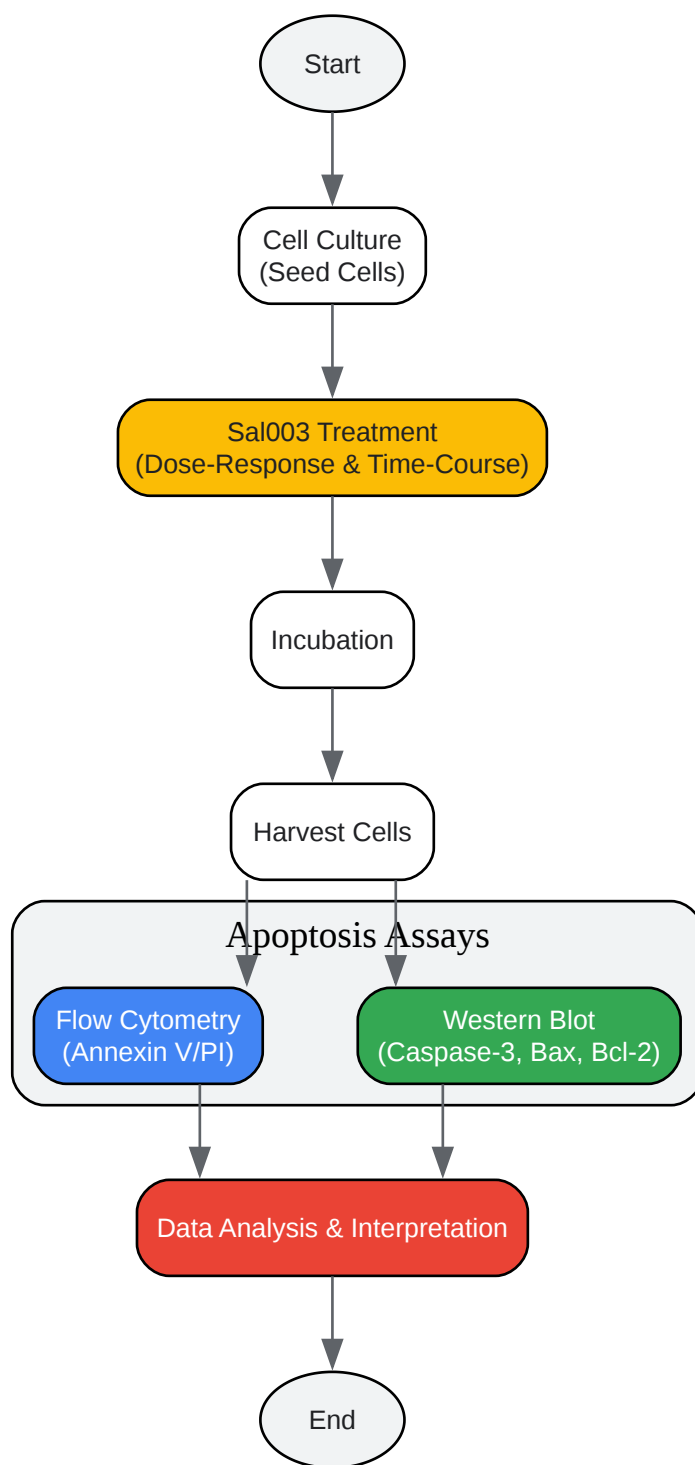 Start
Cell Culture
(Seed Cells)
Sal003 Treatment
(Dose-Response & Time-Course)
Incubation
Harvest Cells
Apoptosis Assays
Flow Cytometry
(Annexin V/PI)
Western Blot
(Caspase-3, Bax, Bcl-2)
Data Analysis & Interpretation
End